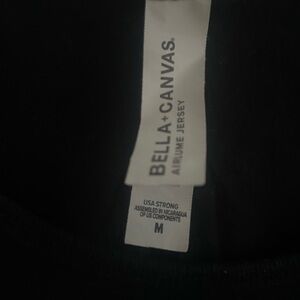 BELLA+CANVAS.
AIRLUME JERSEY
USA STRONG
ASSEMBLED IN NICARAGUA
OF US COMPONENTS
M